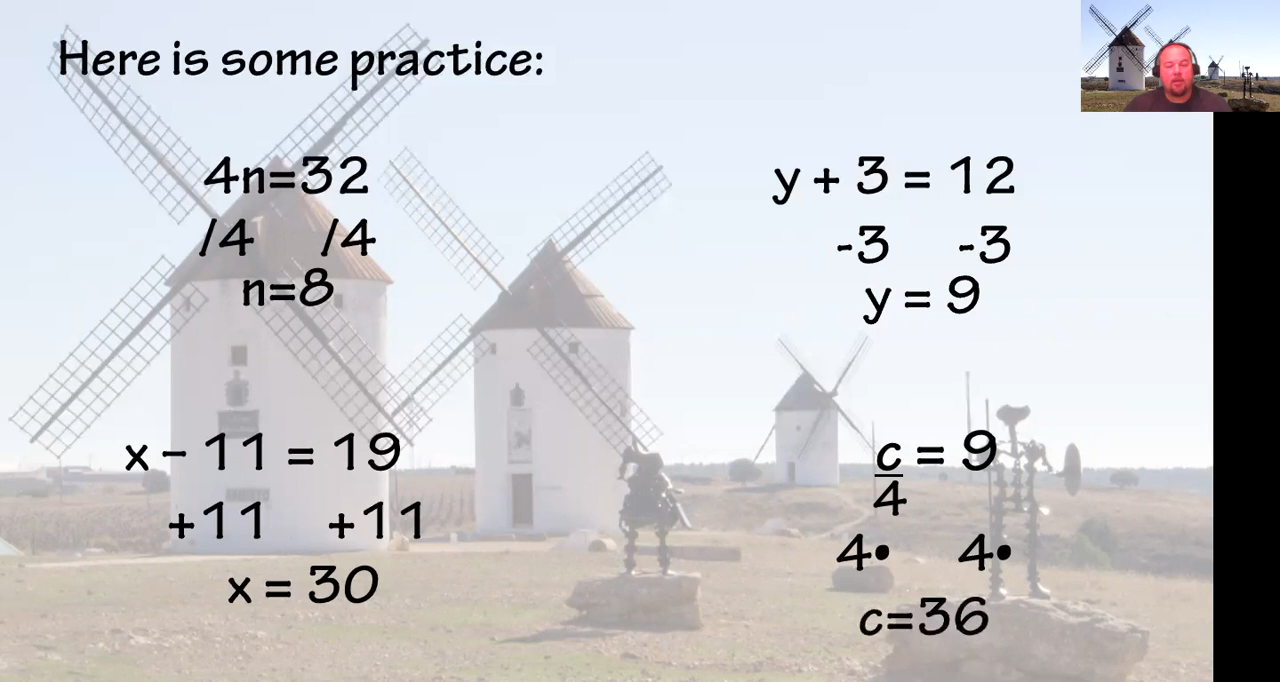 Here is some practice:
4n=32
/4 /4
n=8
y + 3 = 12
-3 -3
y = 9
x - 11 = 19
+11 +11
x = 30
c = 9
4
4• 4•
c=36